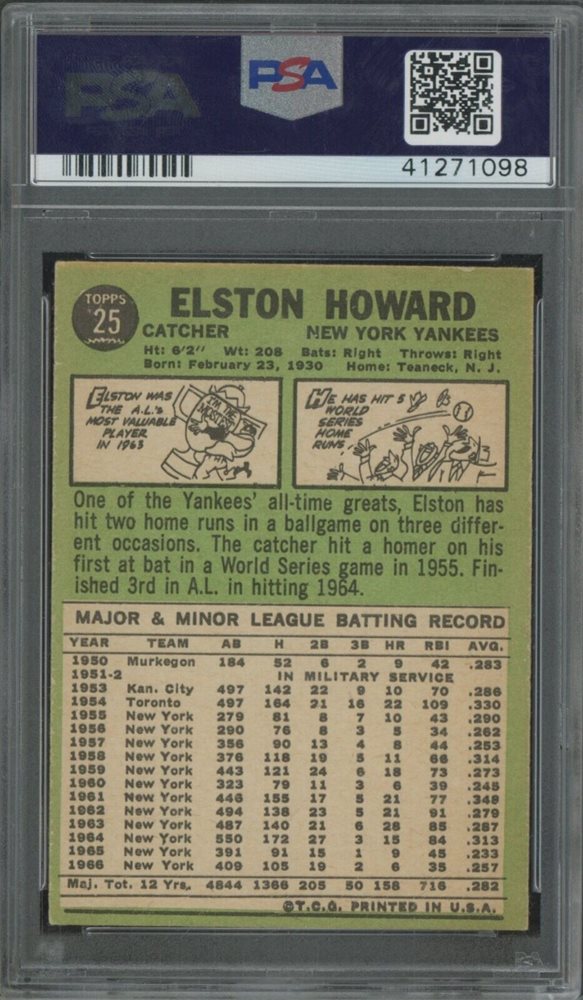 PSA
PSA
41271098
TOPPS
'25
ELSTON HOWARD
CATCHER NEW YORK YANKEES
Ht: 6'2" Wt: 208 Bats: Right Throws: Right
Born: February 23, 1930 Home: Teaneck, N. J.
ELSTON WAS
THE A.L.'s
MOST VALUABLE
PLAYER
IN 1963
I'M THE
MOSTEST
HE HAS HIT 5
WORLD
SERIES
HOME
RUNS.
One of the Yankees' all-time greats, Elston has
hit two home runs in a ballgame on three differ-
ent occasions. The catcher hit a homer on his
first at bat in a World Series game in 1955. Fin-
ished 3rd in A.L. in hitting 1964.
MAJOR & MINOR LEAGUE BATTING RECORD
YEAR TEAM AB H 2B 3B HR RBI AVG.
1950 Murkegon 184 52 6 2 9 42 .283
1951-2 IN MILITARY SERVICE
1953 Kan. City 497 142 22 9 10 70 .286
1954 Toronto 497 164 21 16 22 109 .330
1955 New York 279 81 8 7 10 43 .290
1956 New York 290 76 8 3 5 34 .262
1957 New York 356 90 13 4 8 44 .253
1958 New York 376 118 19 5 11 66 .314
1959 New York 443 121 24 6 18 73 .273
1960 New York 323 79 11 3 6 39 .245
1961 New York 446 155 17 5 21 77 .348
1962 New York 494 138 23 5 21 91 .279
1963 New York 487 140 21 6 28 85 .287
1964 New York 550 172 27 3 15 84 .313
1965 New York 391 91 15 1 9 45 .233
1966 New York 409 105 19 2 6 35 .257
Maj. Tot. 12 Yrs. 4844 1366 205 50 158 716 .282
©T.C.G. PRINTED IN U.S.A.